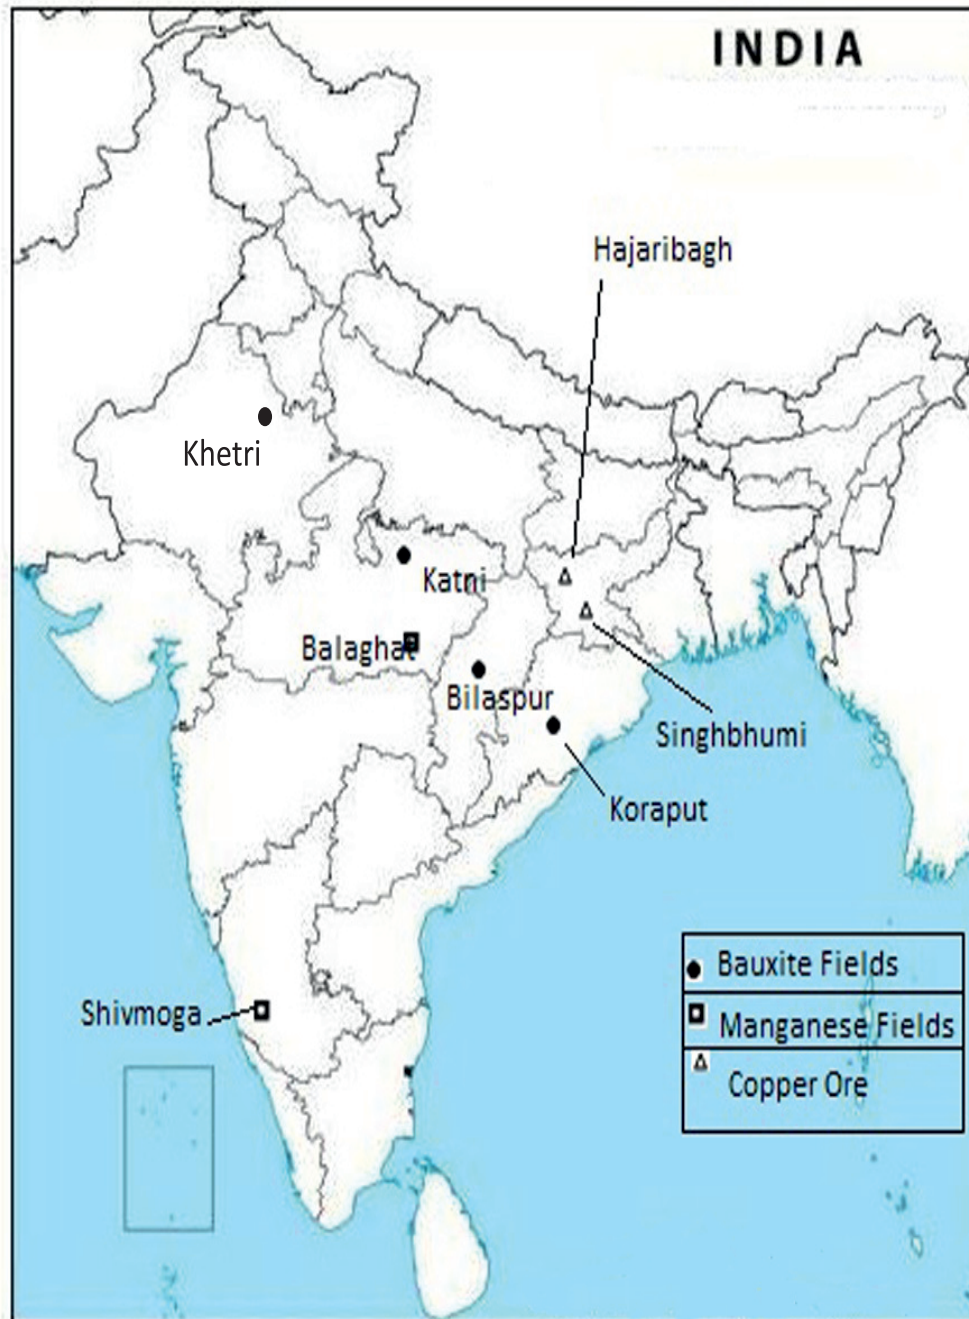 INDIA
Hajaribagh
Khetri
Katni
Balaghat
Bilaspur
Singhbhumi
Koraput
Shivmoga
Bauxite Fields
Manganese Fields
Copper Ore